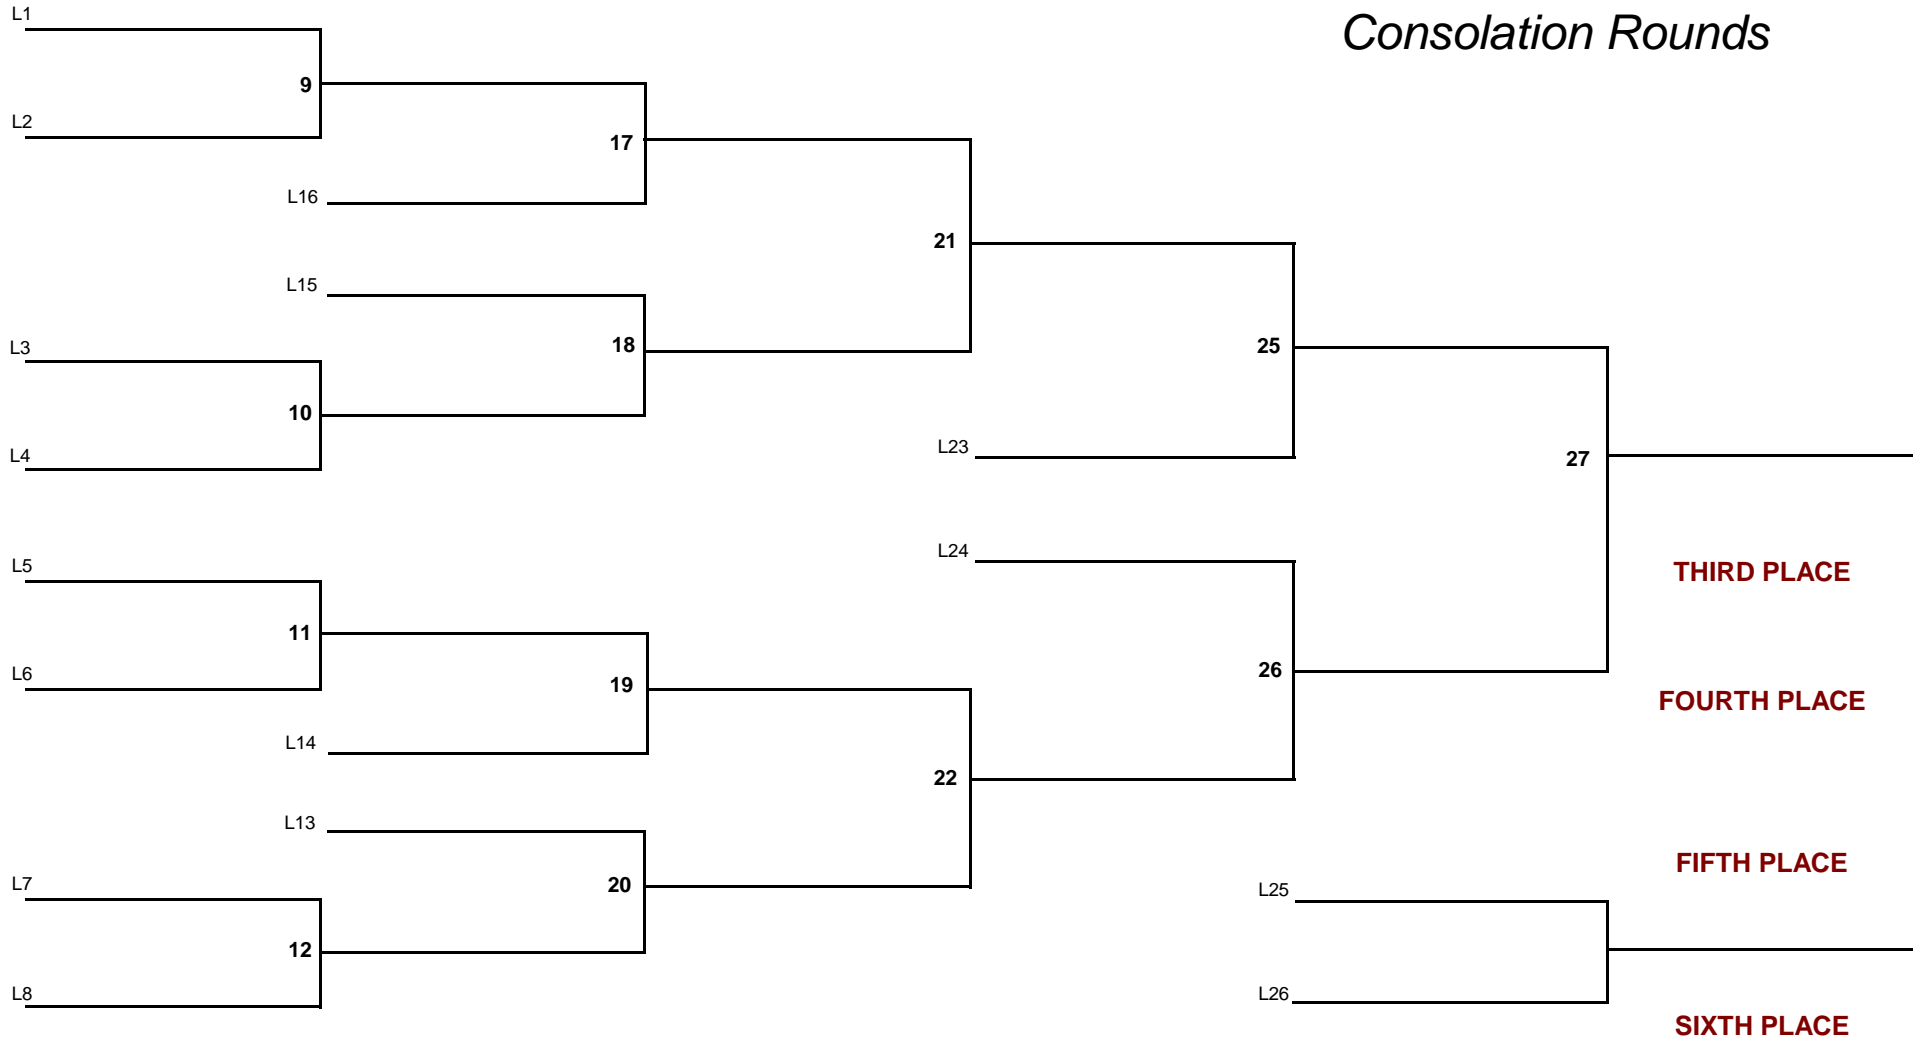 L1
Consolation Rounds
9
L2
17
L16
21
L15
L3
18
25
10
L4
L23
27
L24
L5
THIRD PLACE
11
L6
26
19
FOURTH PLACE
L14
22
L13
FIFTH PLACE
L7
20
L25
12
L8
L26
SIXTH PLACE